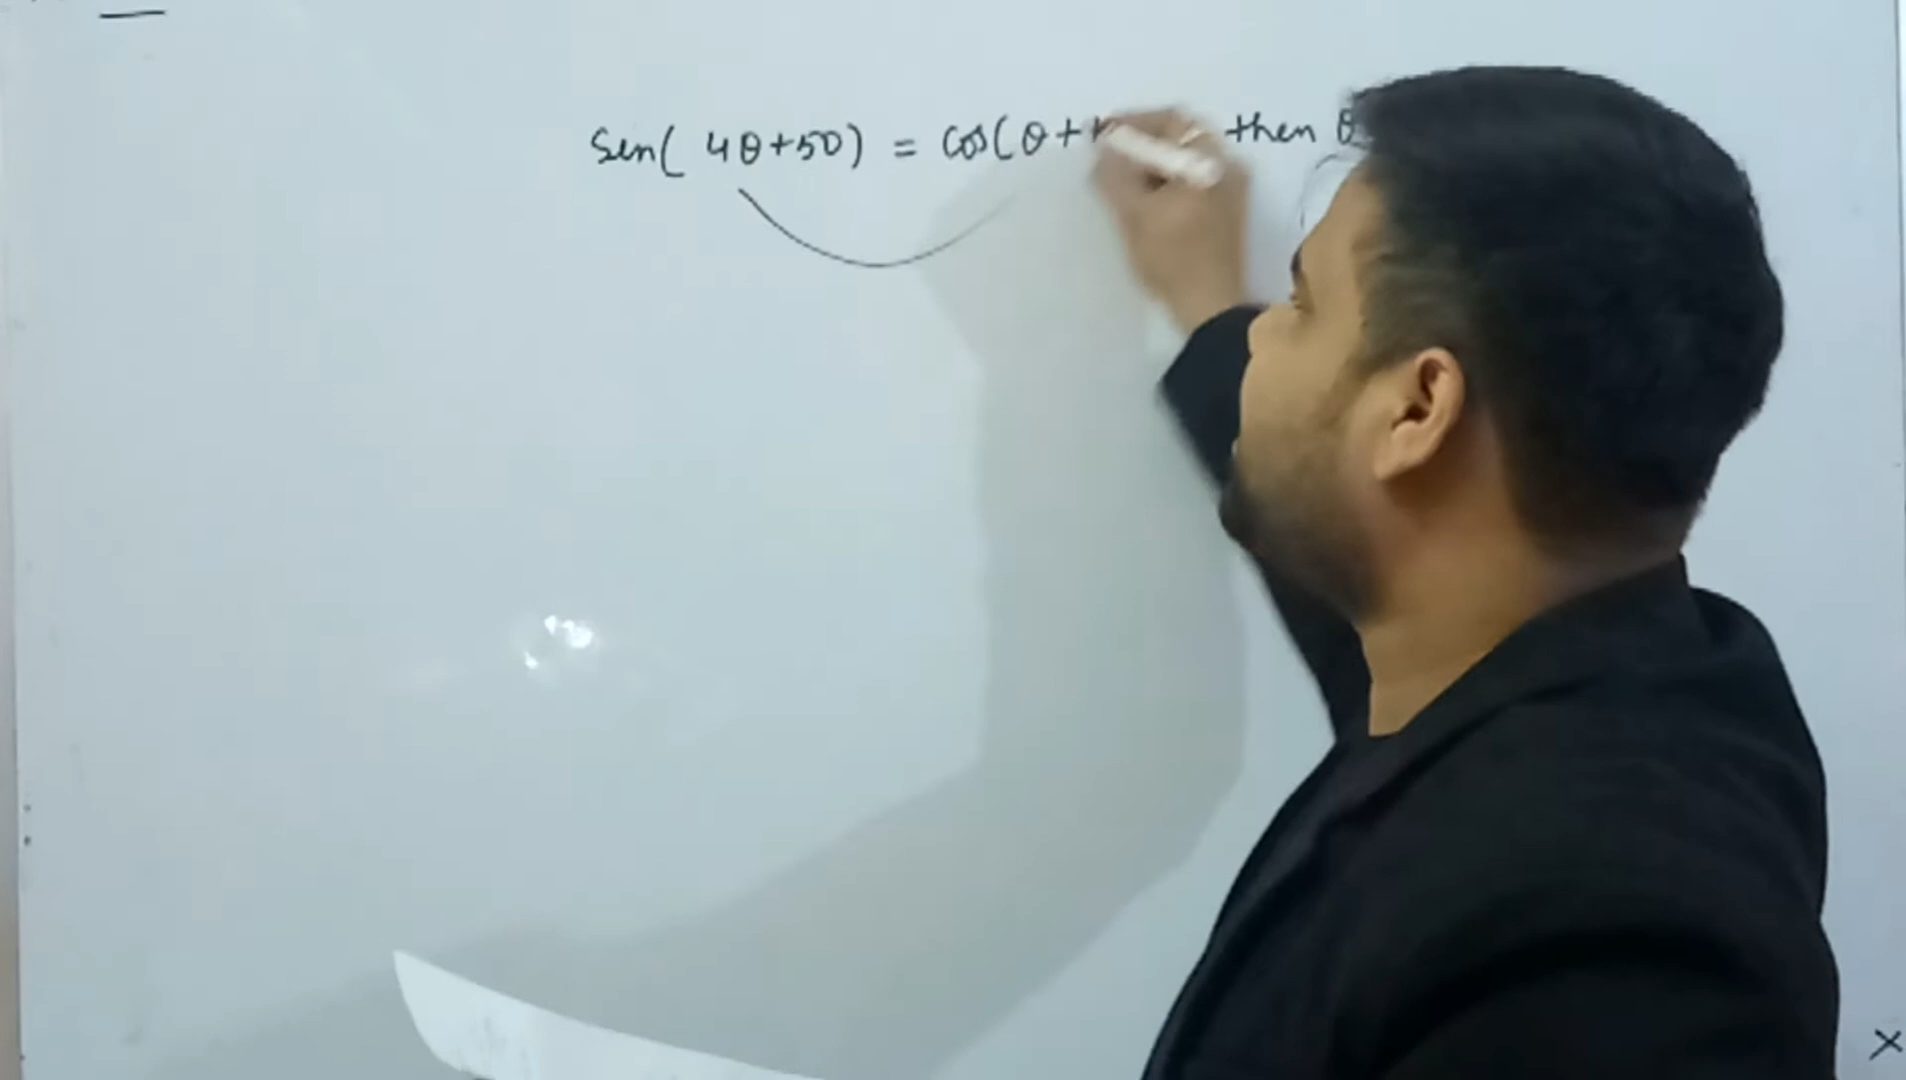 Sin( 4θ+50) = Cos(θ+ then θ
x